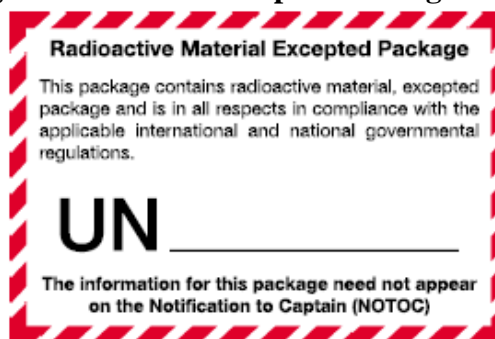 Radioactive Material Excepted Package
This package contains radioactive material, excepted
package and is in all respects in compliance with the
applicable international and national governmental
regulations.
UN
The information for this package need not appear
on the Notification to Captain (NOTOC)